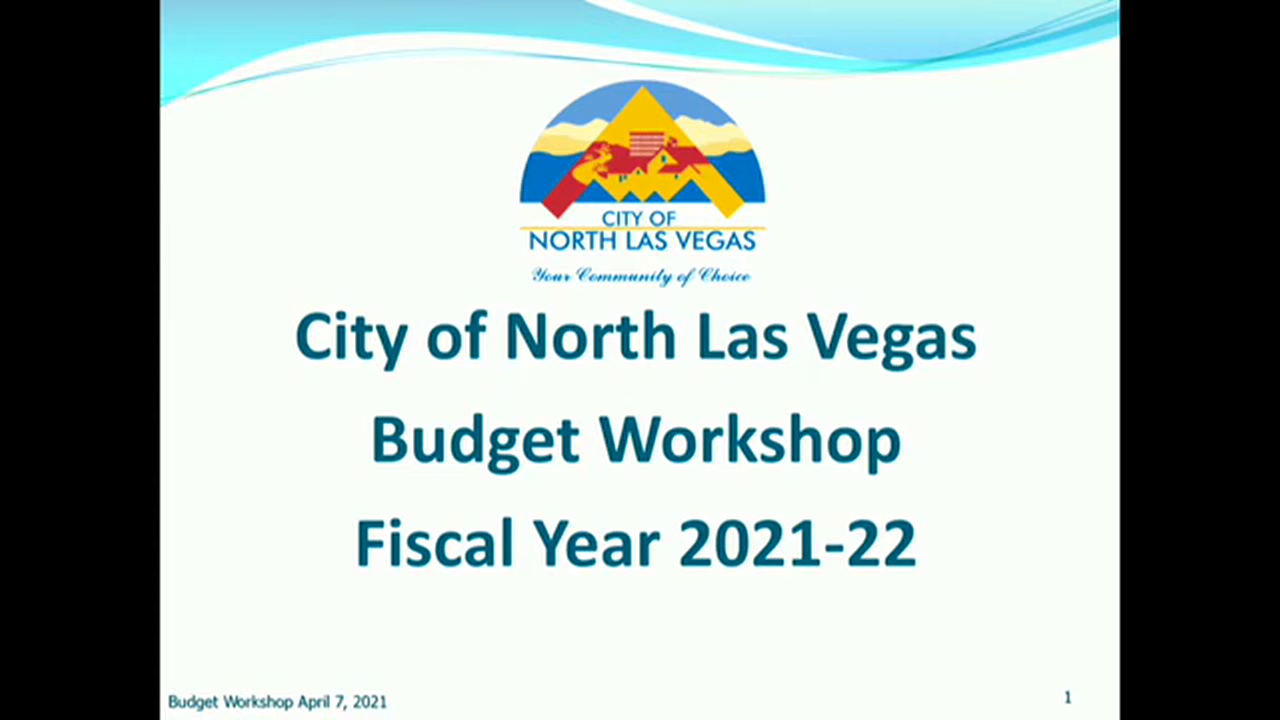 CITY OF
NORTH LAS VEGAS
Your Community of Choice
City of North Las Vegas
Budget Workshop
Fiscal Year 2021-22
Budget Workshop April 7, 2021
1